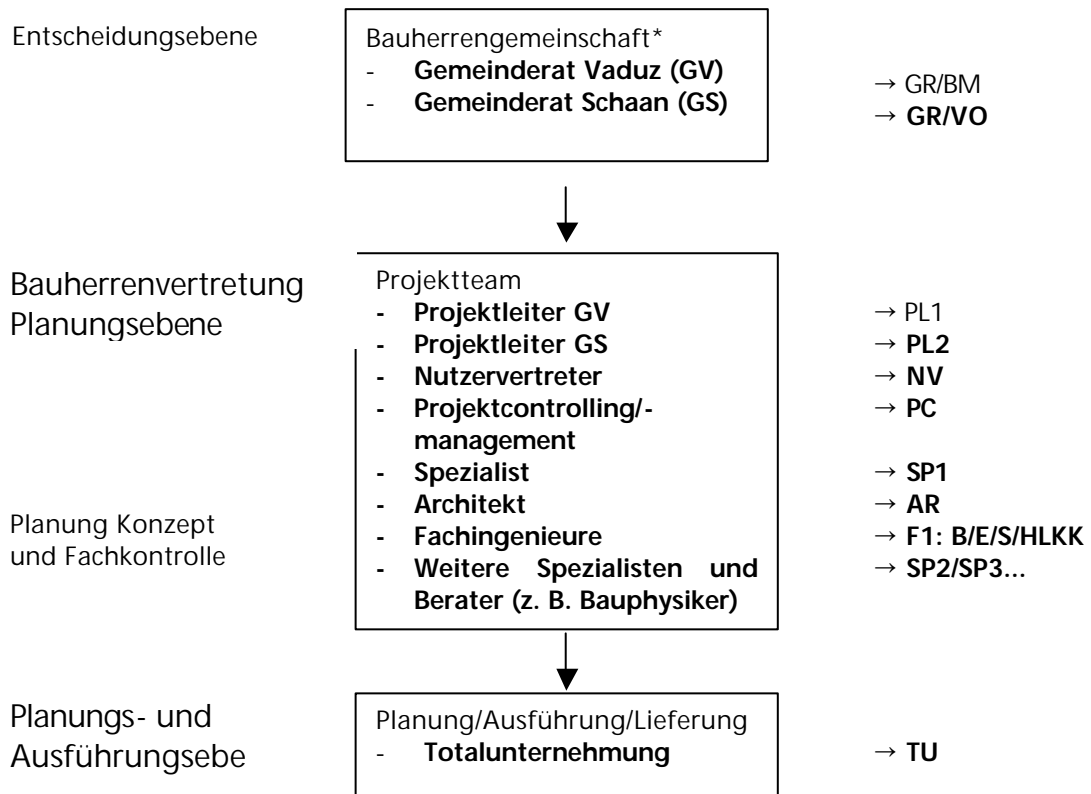 Entscheidungsebene
Bauherrengemeinschaft*
- Gemeinderat Vaduz (GV) → GR/BM
- Gemeinderat Schaan (GS) → GR/VO
Bauherrenvertretung
Planungsebene
Projektteam
- Projektleiter GV → PL1
- Projektleiter GS → PL2
- Nutzervertreter → NV
- Projektcontrolling/- → PC
management
- Spezialist → SP1
- Architekt → AR
Planung Konzept
und Fachkontrolle
- Fachingenieure → F1: B/E/S/HLKK
- Weitere Spezialisten und → SP2/SP3...
Berater (z. B. Bauphysiker)
Planungs- und
Ausführungsebe
Planung/Ausführung/Lieferung
- Totalunternehmung → TU